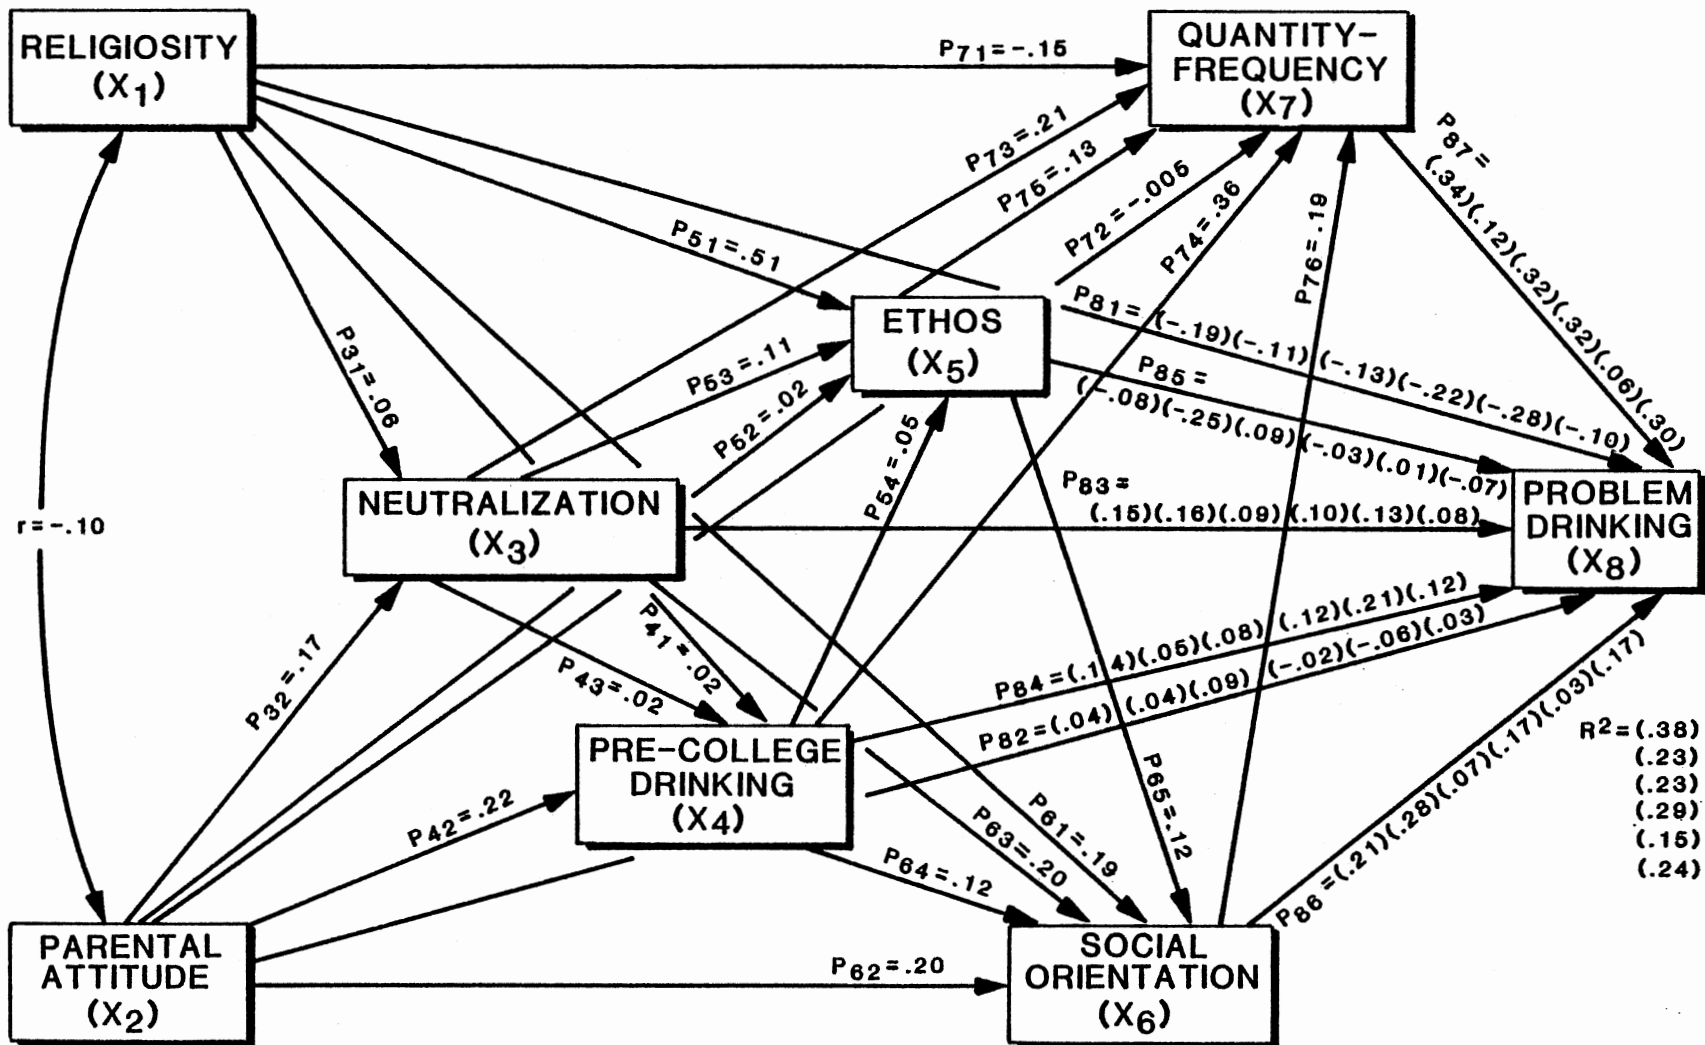 RELIGIOSITY
(X1)
QUANTITY-
FREQUENCY
(X7)
P71=-.15
P73=.21
P75=.13
P72=-.005
P74=.36
P76=.19
P87=
(.34)(.12)(.32)(.32)(.06)(.30)
P51=.51
ETHOS
(X5)
P81=(-.19)(-.11)(-.13)(-.22)(-.28)(-.10)
P85=
(-.08)(-.25)(.09)(-.03)(.01)(-.07)
P31=.06
P53=.11
P52=.02
P54=.05
NEUTRALIZATION
(X3)
P83=
(.15)(.16)(.09)(.10)(.13)(.08)
PROBLEM
DRINKING
(X8)
r=-.10
P32=.17
P43=.02
P41=.02
P84=(.14)(.05)(.08)(.12)(.21)(.12)
P82=(.04)(.04)(.09)(-.02)(-.06)(.03)
PRE-COLLEGE
DRINKING
(X4)
P42=.22
P64=.12
P63=.20
P61=.19
P65=.12
P86=(.21)(.28)(.07)(.17)(.03)(.17)
R2=(.38)
(.23)
(.23)
(.29)
(.15)
(.24)
PARENTAL
ATTITUDE
(X2)
P62=.20
SOCIAL
ORIENTATION
(X6)